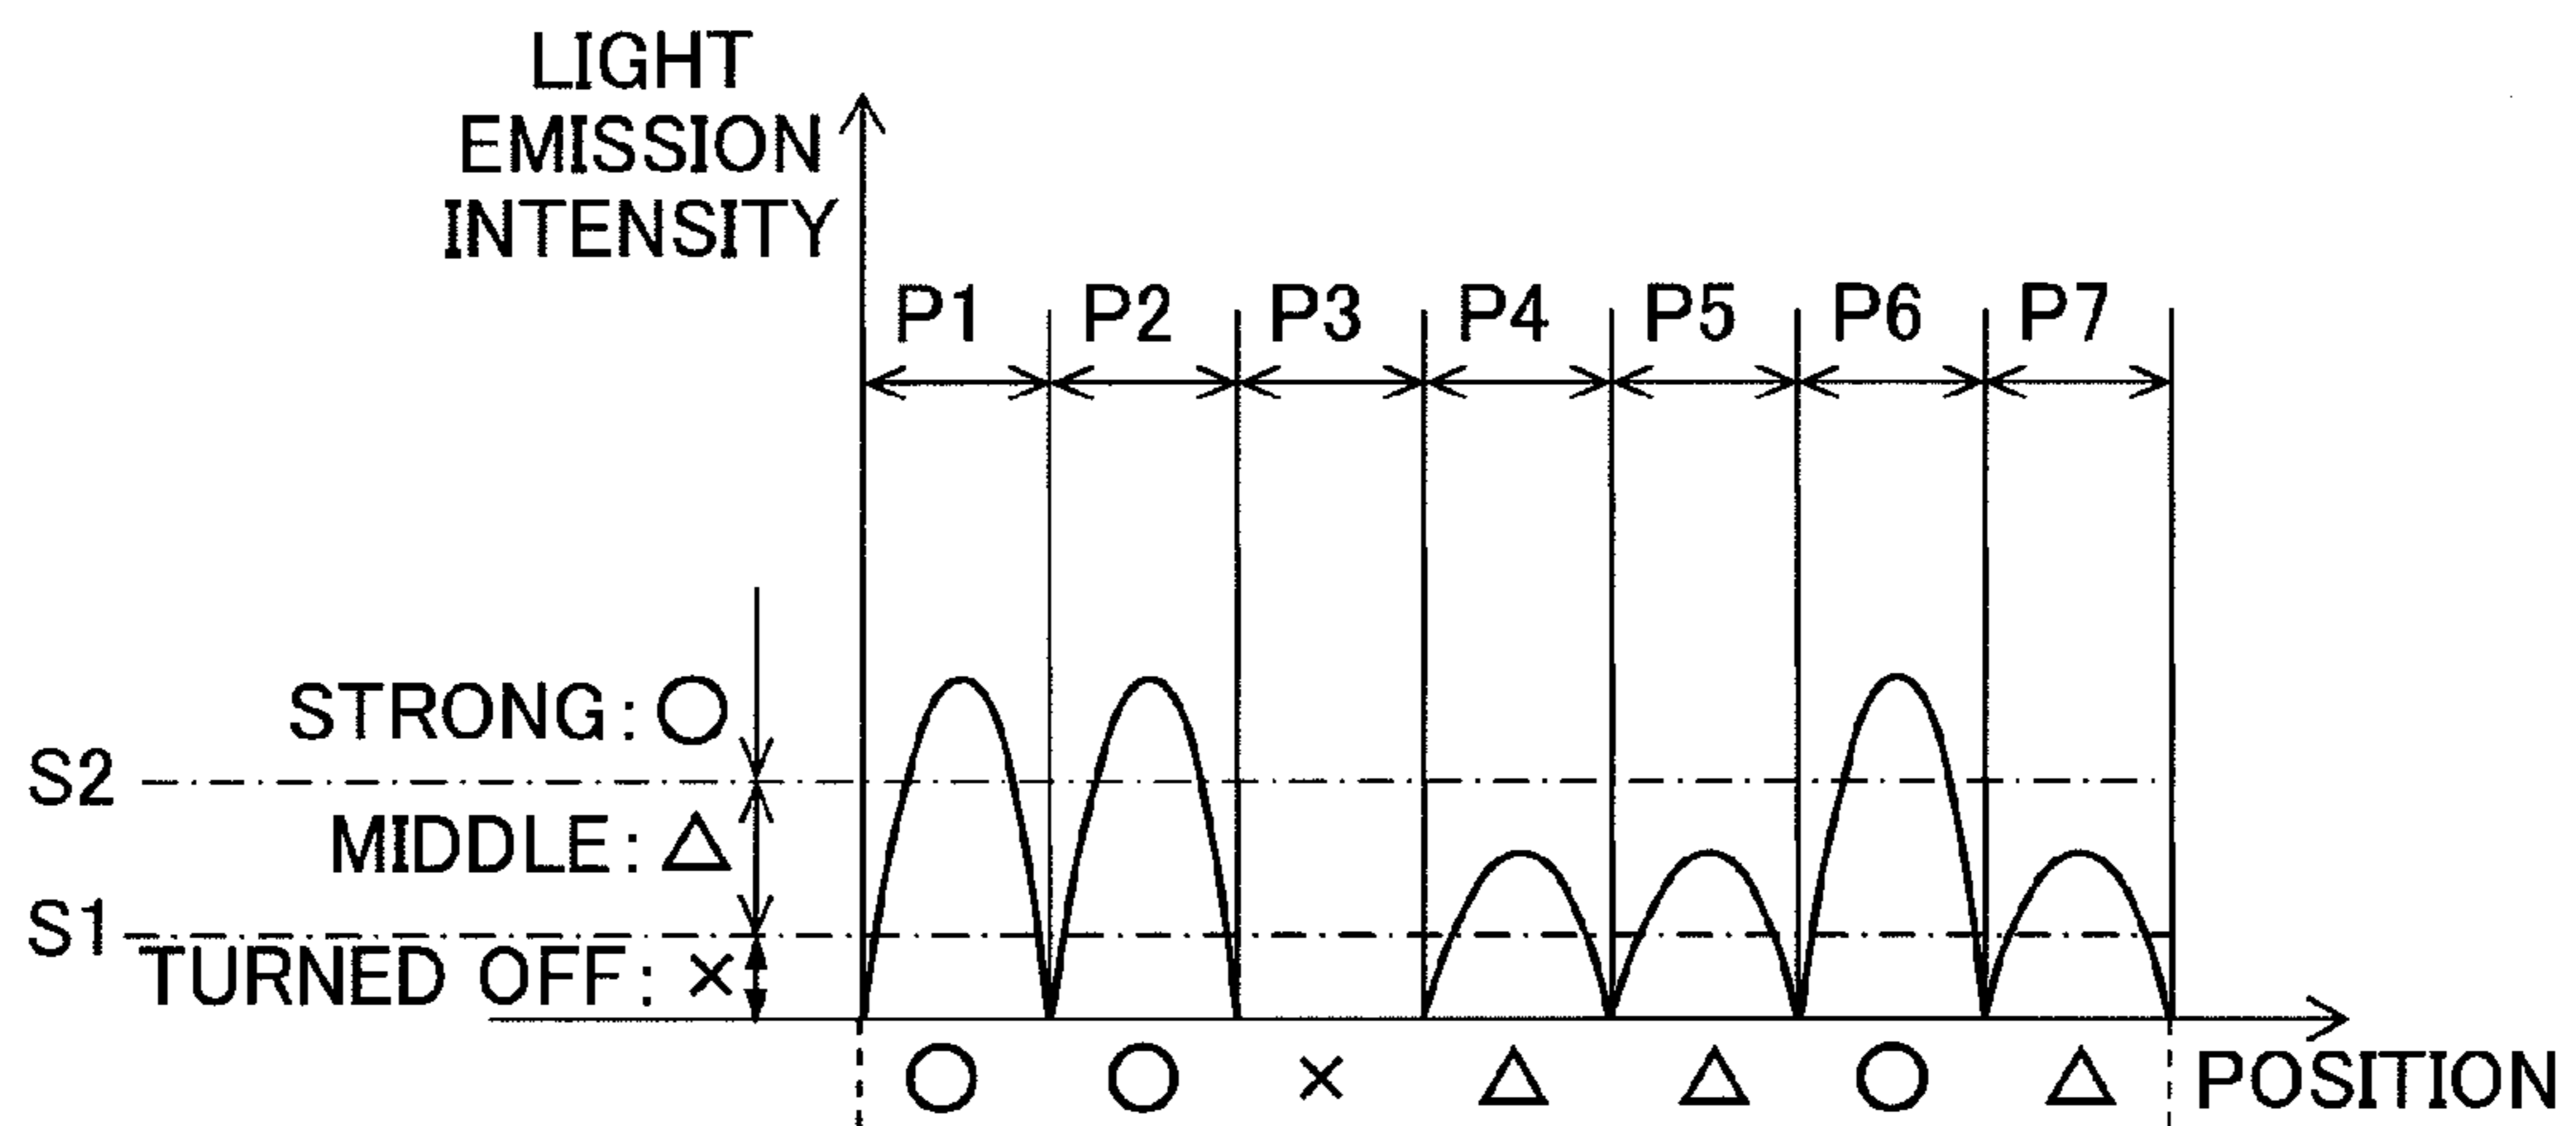 LIGHT
EMISSION
INTENSITY
P1 P2 P3 P4 P5 P6 P7
STRONG: ○
S2
MIDDLE: △
S1
TURNED OFF: ×
○ ○ × △ △ ○ △ POSITION